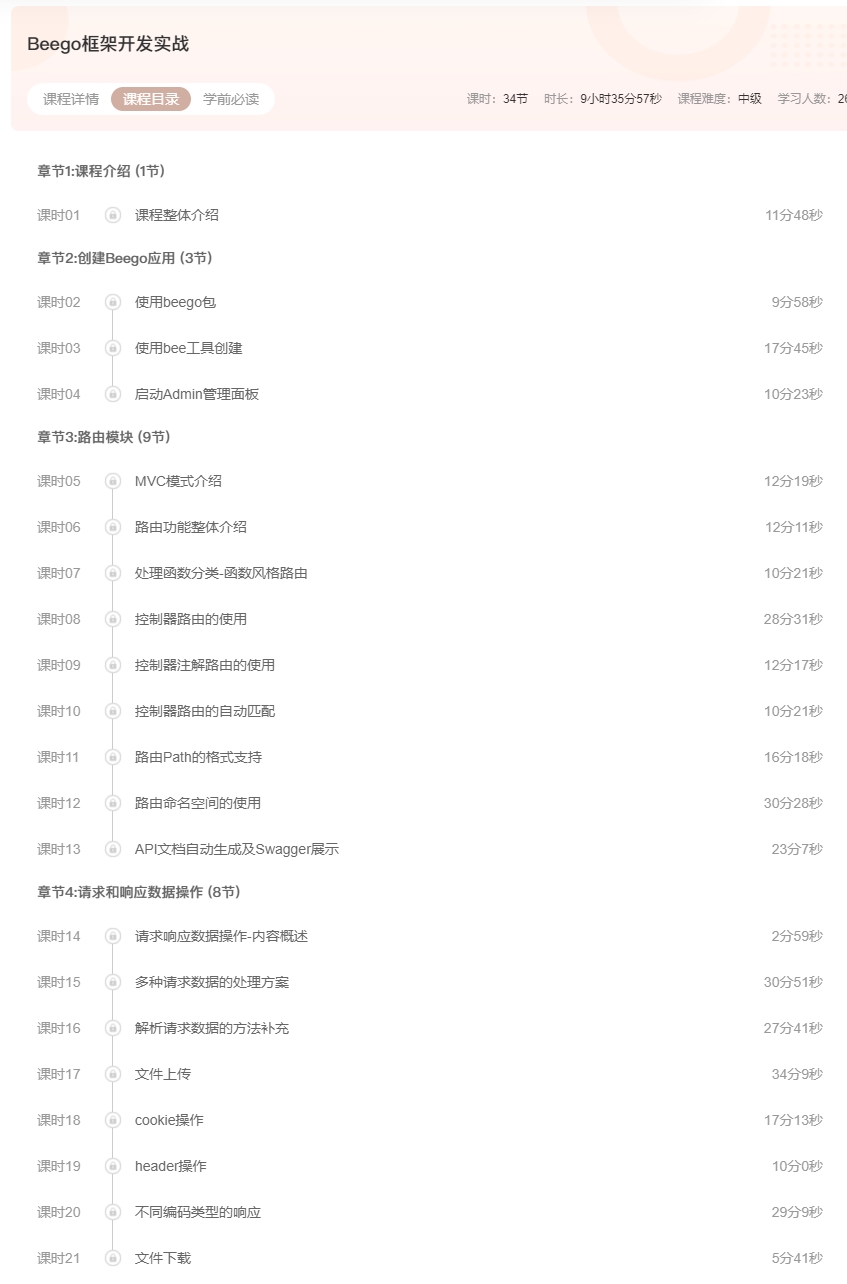 Beego框架开发实战
课程详情 课程目录 学前必读 课时：34节 时长：9小时35分57秒 课程难度：中级 学习人数：26
章节1:课程介绍 (1节)
课时01 课程整体介绍 11分48秒
章节2:创建Beego应用 (3节)
课时02 使用beego包 9分58秒
课时03 使用bee工具创建 17分45秒
课时04 启动Admin管理面板 10分23秒
章节3:路由模块 (9节)
课时05 MVC模式介绍 12分19秒
课时06 路由功能整体介绍 12分11秒
课时07 处理函数分类-函数风格路由 10分21秒
课时08 控制器路由的使用 28分31秒
课时09 控制器注解路由的使用 12分17秒
课时10 控制器路由的自动匹配 10分21秒
课时11 路由Path的格式支持 16分18秒
课时12 路由命名空间的使用 30分28秒
课时13 API文档自动生成及Swagger展示 23分7秒
章节4:请求和响应数据操作 (8节)
课时14 请求响应数据操作-内容概述 2分59秒
课时15 多种请求数据的处理方案 30分51秒
课时16 解析请求数据的方法补充 27分41秒
课时17 文件上传 34分9秒
课时18 cookie操作 17分13秒
课时19 header操作 10分0秒
课时20 不同编码类型的响应 29分9秒
课时21 文件下载 5分41秒